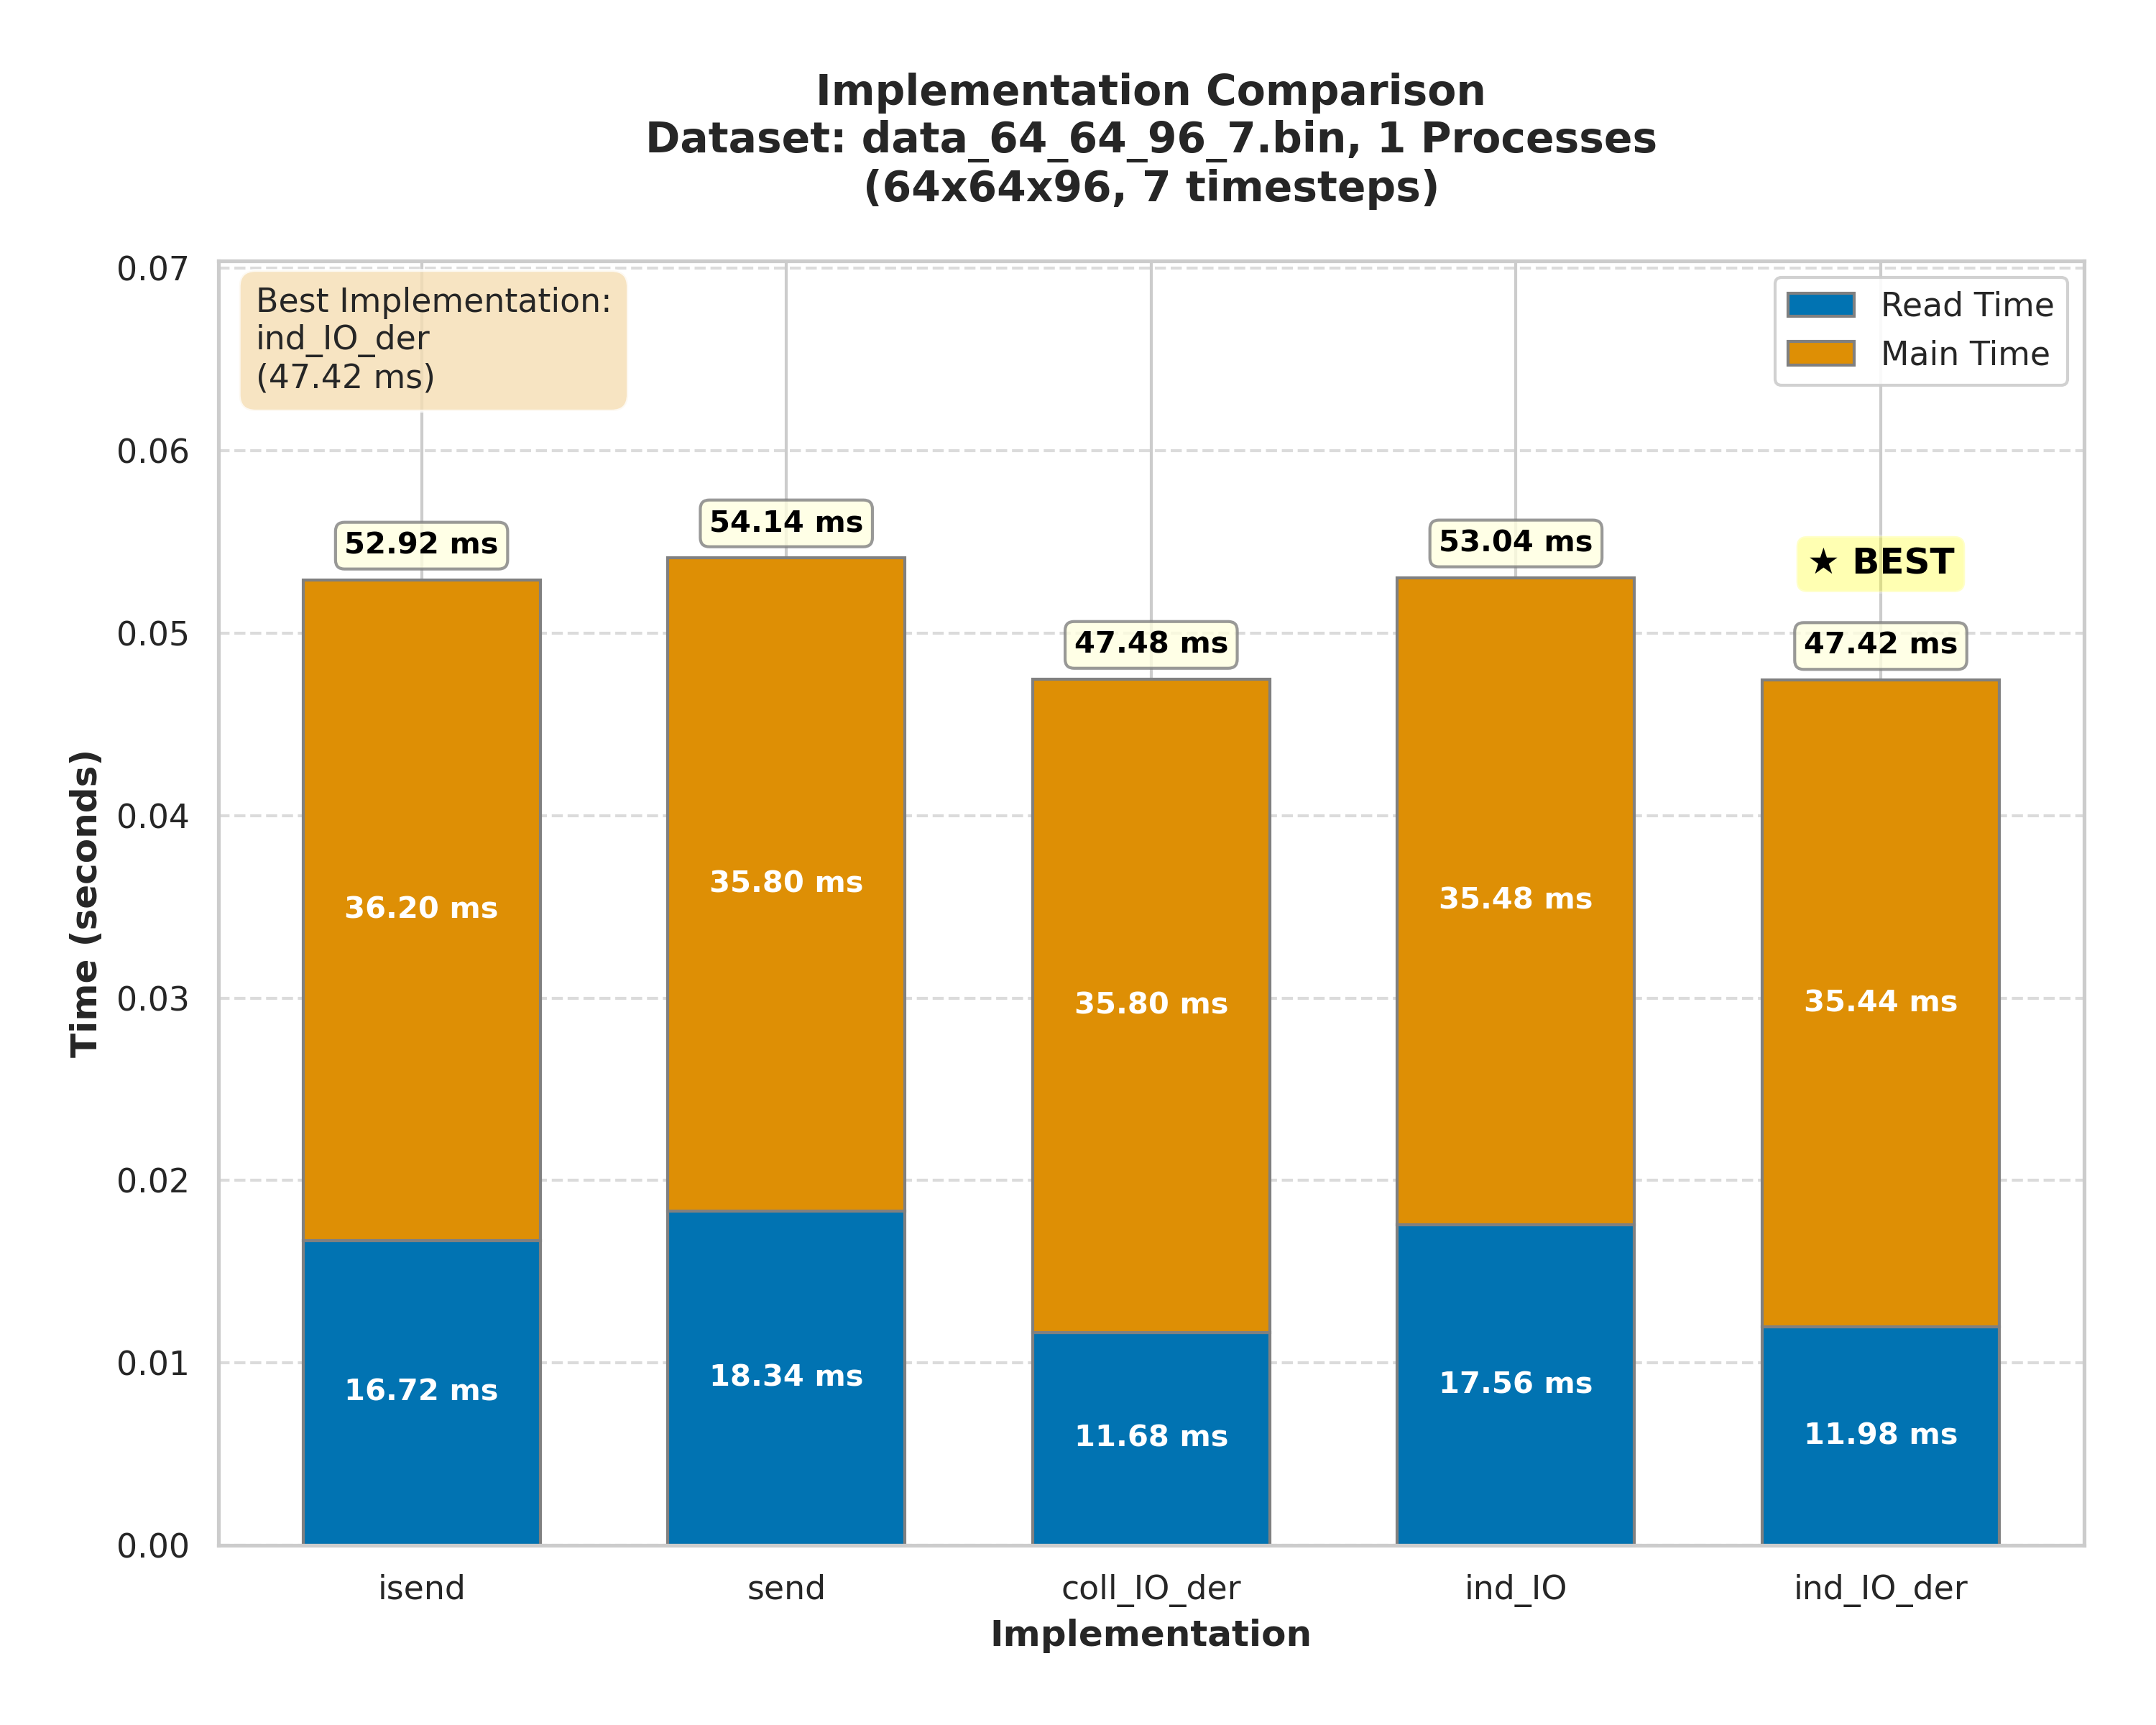 Implementation Comparison
Dataset: data_64_64_96_7.bin, 1 Processes
(64x64x96, 7 timesteps)
Best Implementation:
ind_IO_der
(47.42 ms)
Read Time
Main Time
★ BEST
52.92 ms
54.14 ms
47.48 ms
53.04 ms
47.42 ms
36.20 ms
35.80 ms
35.80 ms
35.48 ms
35.44 ms
16.72 ms
18.34 ms
11.68 ms
17.56 ms
11.98 ms
Time (seconds)
0.07
0.06
0.05
0.04
0.03
0.02
0.01
0.00
isend
send
coll_IO_der
ind_IO
ind_IO_der
Implementation